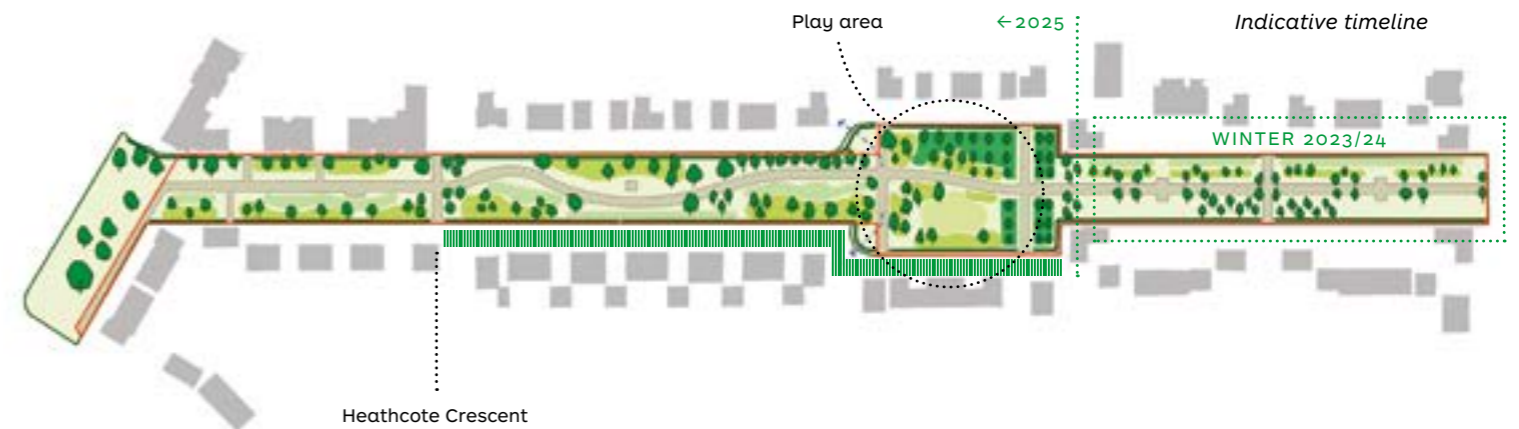 Play area
←2025
Indicative timeline
WINTER 2023/24
Heathcote Crescent